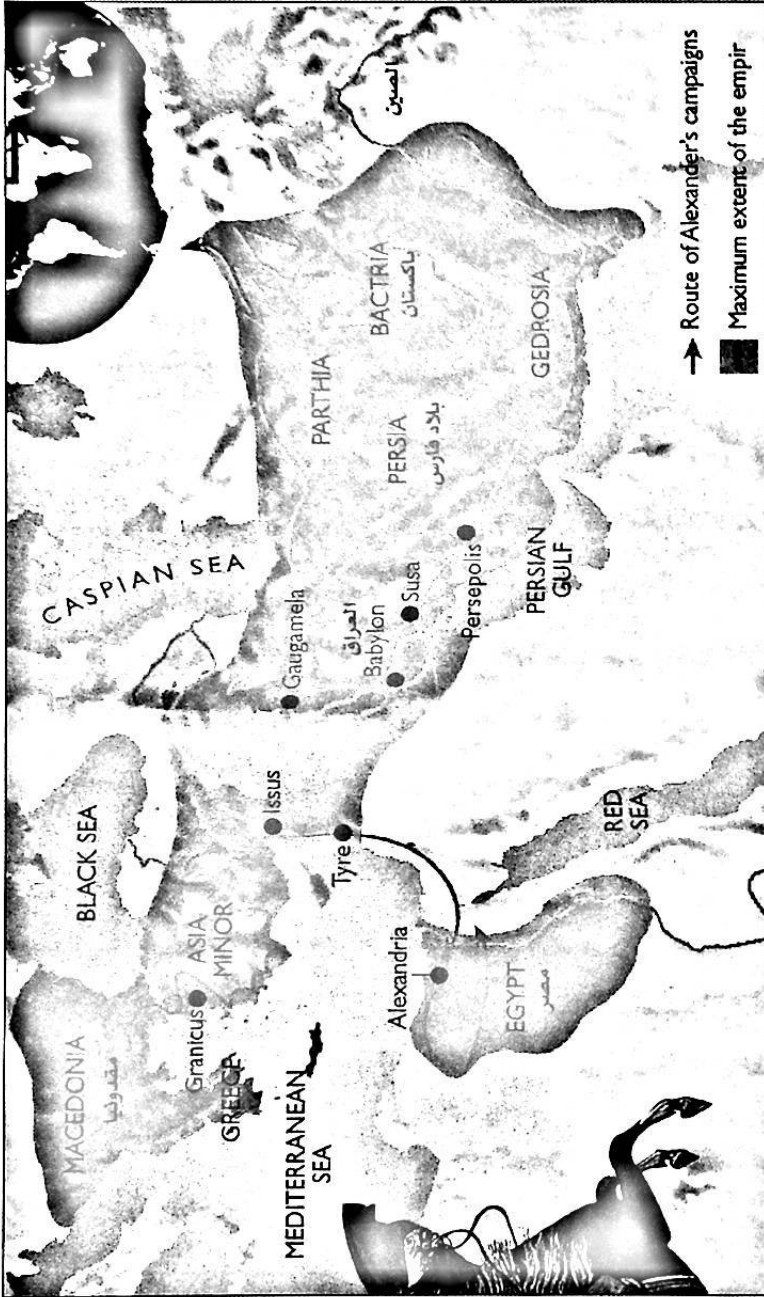 BLACK SEA
CASPIAN SEA
MACEDONIA
مقدونيا
Granicus
ASIA
MINOR
GREECE
Issus
Gaugamela
MEDITERRANEAN
SEA
Tyre
العراق
Babylon
Susa
Persepolis
PARTHIA
PERSIA
بلاد فارس
BACTRIA
باكستان
الصين
Alexandria
EGYPT
مصر
RED
SEA
PERSIAN
GULF
GEDROSIA
Route of Alexander's campaigns
Maximum extent of the empir